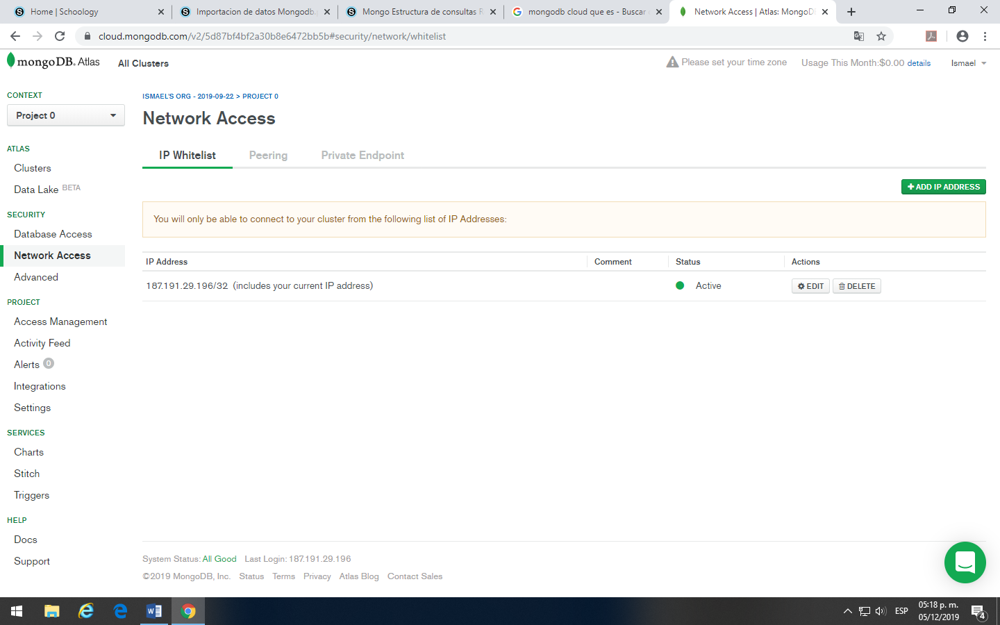 Home | Schoology
Importacion de datos Mongodb.
Mongo Estructura de consultas R
mongodb cloud que es - Buscar
Network Access | Atlas: MongoD
cloud.mongodb.com/v2/5d87bf4bf2a30b8e6472bb5b#security/network/whitelist
mongoDB. Atlas
All Clusters
Please set your time zone
Usage This Month:$0.00 details
Ismael
CONTEXT
Project 0
ATLAS
Clusters
Data Lake BETA
SECURITY
Database Access
Network Access
Advanced
PROJECT
Access Management
Activity Feed
Alerts 0
Integrations
Settings
SERVICES
Charts
Stitch
Triggers
HELP
Docs
Support
ISMAEL'S ORG - 2019-09-22 > PROJECT 0
Network Access
IP Whitelist
Peering
Private Endpoint
+ ADD IP ADDRESS
You will only be able to connect to your cluster from the following list of IP Addresses:
IP Address
Comment
Status
Actions
187.191.29.196/32 (includes your current IP address)
Active
EDIT
DELETE
System Status: All Good Last Login: 187.191.29.196
©2019 MongoDB, Inc. Status Terms Privacy Atlas Blog Contact Sales
ESP
05:18 p. m.
05/12/2019
4